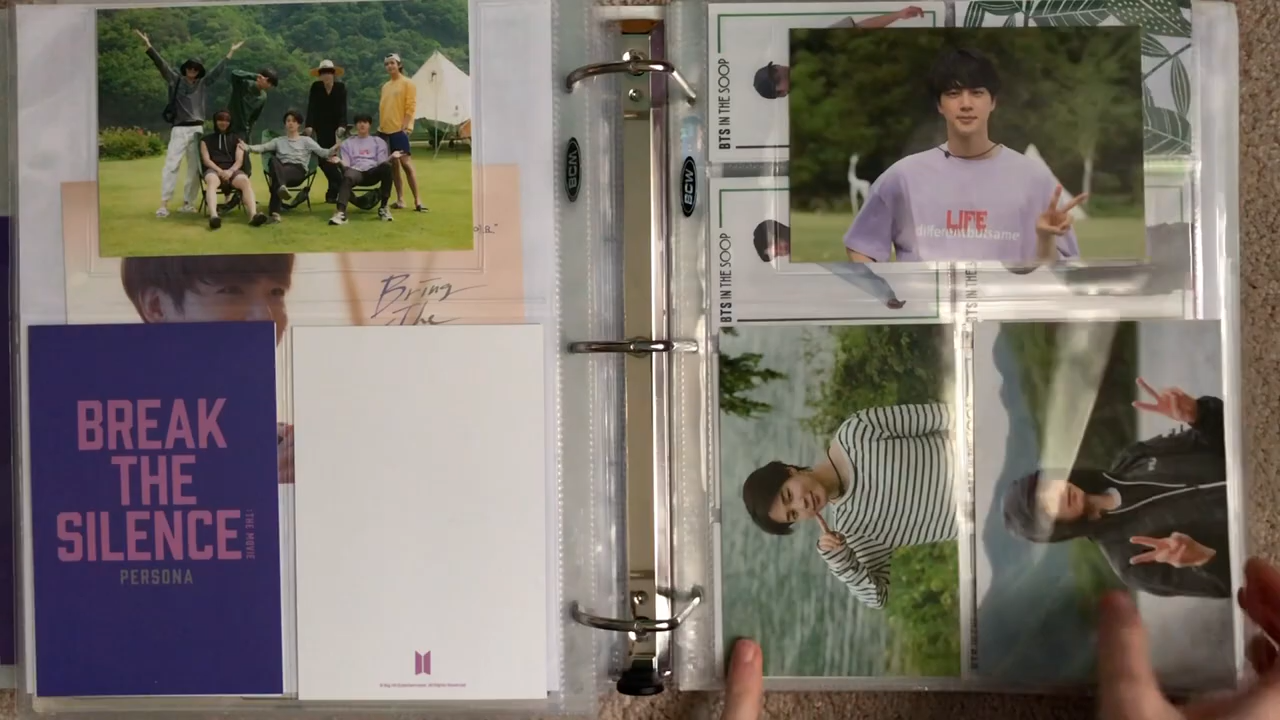 LIFE
Bring
The
BREAK
THE
SILENCE
: THE MOVIE
PERSONA
BCW
BCW
BTS IN THE SOOP
BTS IN THE SOOP
LIFE
differentbutsame